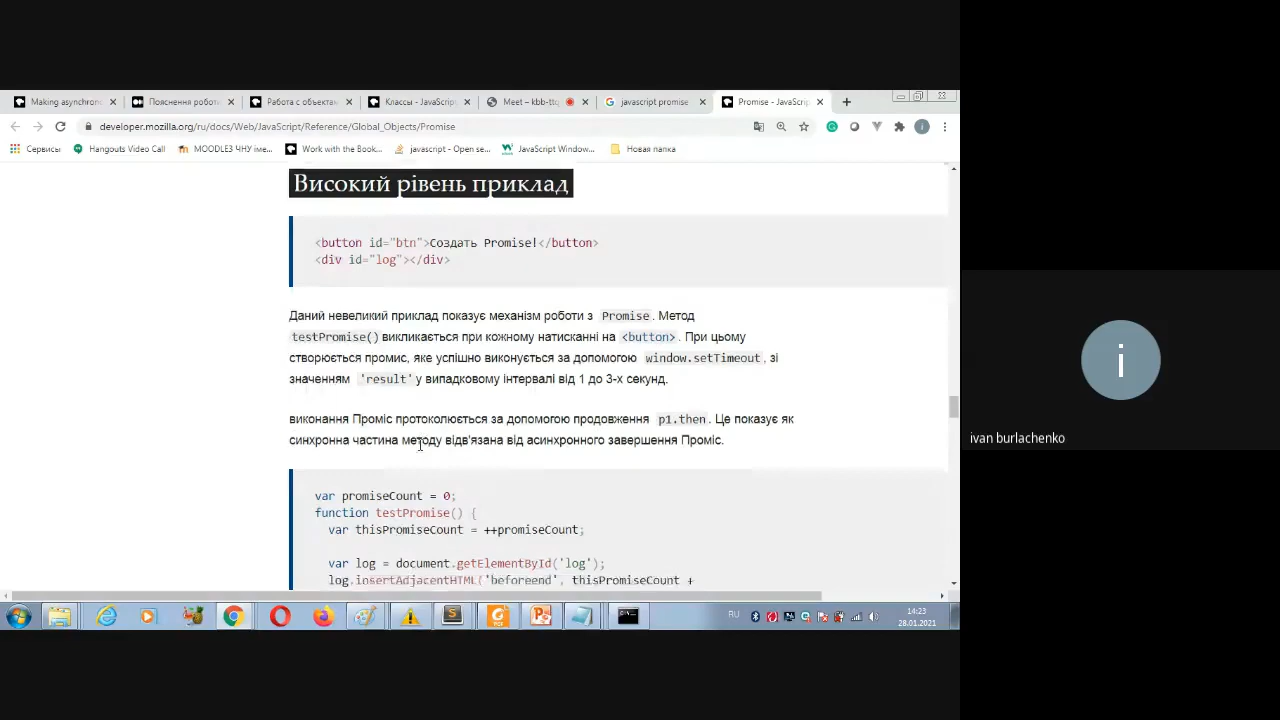 Making asynchron
Пояснення роботи
Работа с объектам
Классы - JavaScript
Meet – kbb-ttq
javascript promise
Promise - JavaScrip
developer.mozilla.org/ru/docs/Web/JavaScript/Reference/Global_Objects/Promise
Сервисы
Hangouts Video Call
MOODLE3 ЧНУ іме...
Work with the Book...
javascript - Open se...
JavaScript Window...
Новая папка
Високий рівень приклад
<button id="btn">Создать Promise!</button>
<div id="log"></div>
Даний невеликий приклад показує механізм роботи з Promise. Метод
testPromise() викликається при кожному натисканні на <button>. При цьому
створюється промис, яке успішно виконується за допомогою window.setTimeout, зі
значенням 'result' у випадковому інтервалі від 1 до 3-х секунд.
виконання Проміс протоколюється за допомогою продовження p1.then. Це показує як
синхронна частина методу відв'язана від асинхронного завершення Проміс.
var promiseCount = 0;
function testPromise() {
var thisPromiseCount = ++promiseCount;
var log = document.getElementById('log');
log.insertAdjacentHTML('beforeend', thisPromiseCount +
RU
14:23
28.01.2021
i
ivan burlachenko